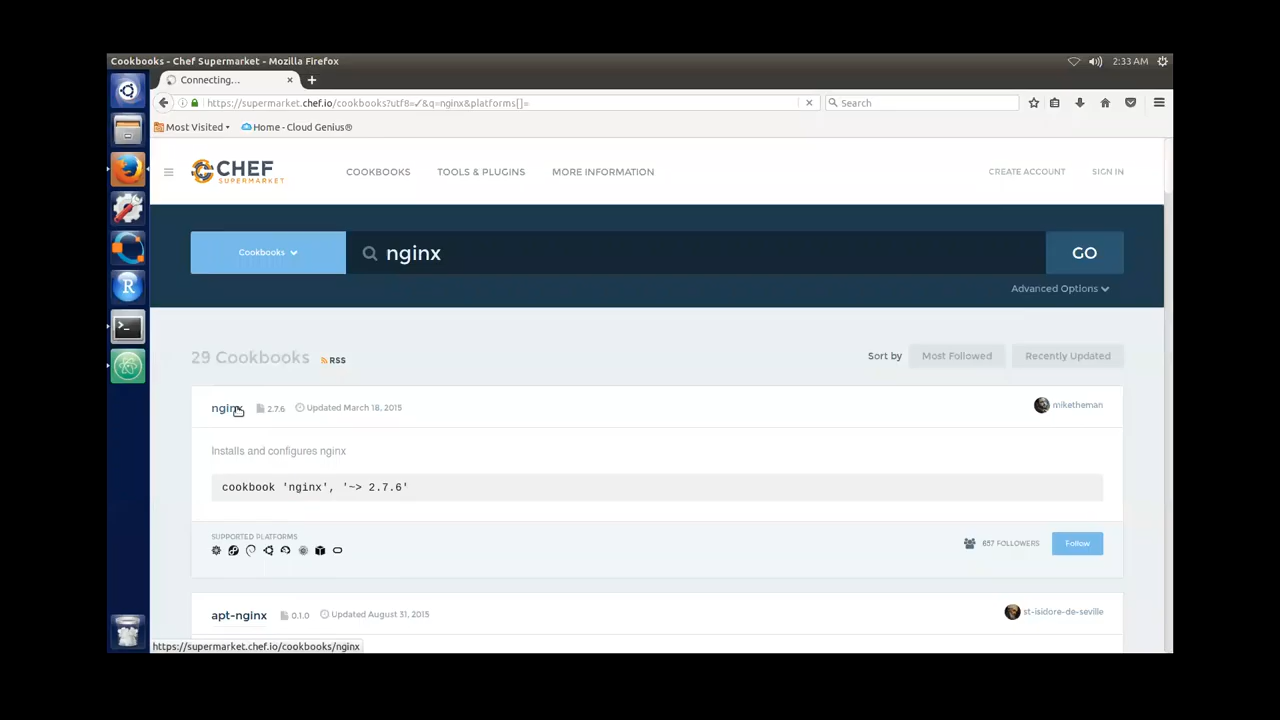 Cookbooks - Chef Supermarket - Mozilla Firefox
2:33 AM
Connecting...
https://supermarket.chef.io/cookbooks?utf8=✓&q=nginx&platforms[]=
Search
Most Visited
Home - Cloud Genius®
CHEF
SUPERMARKET
COOKBOOKS
TOOLS & PLUGINS
MORE INFORMATION
CREATE ACCOUNT
SIGN IN
Cookbooks
nginx
GO
Advanced Options
29 Cookbooks
RSS
Sort by
Most Followed
Recently Updated
nginx
2.7.6
Updated March 18, 2015
miketheman
Installs and configures nginx
cookbook 'nginx', '~> 2.7.6'
SUPPORTED PLATFORMS
657 FOLLOWERS
Follow
apt-nginx
0.1.0
Updated August 31, 2015
st-isidore-de-seville
https://supermarket.chef.io/cookbooks/nginx